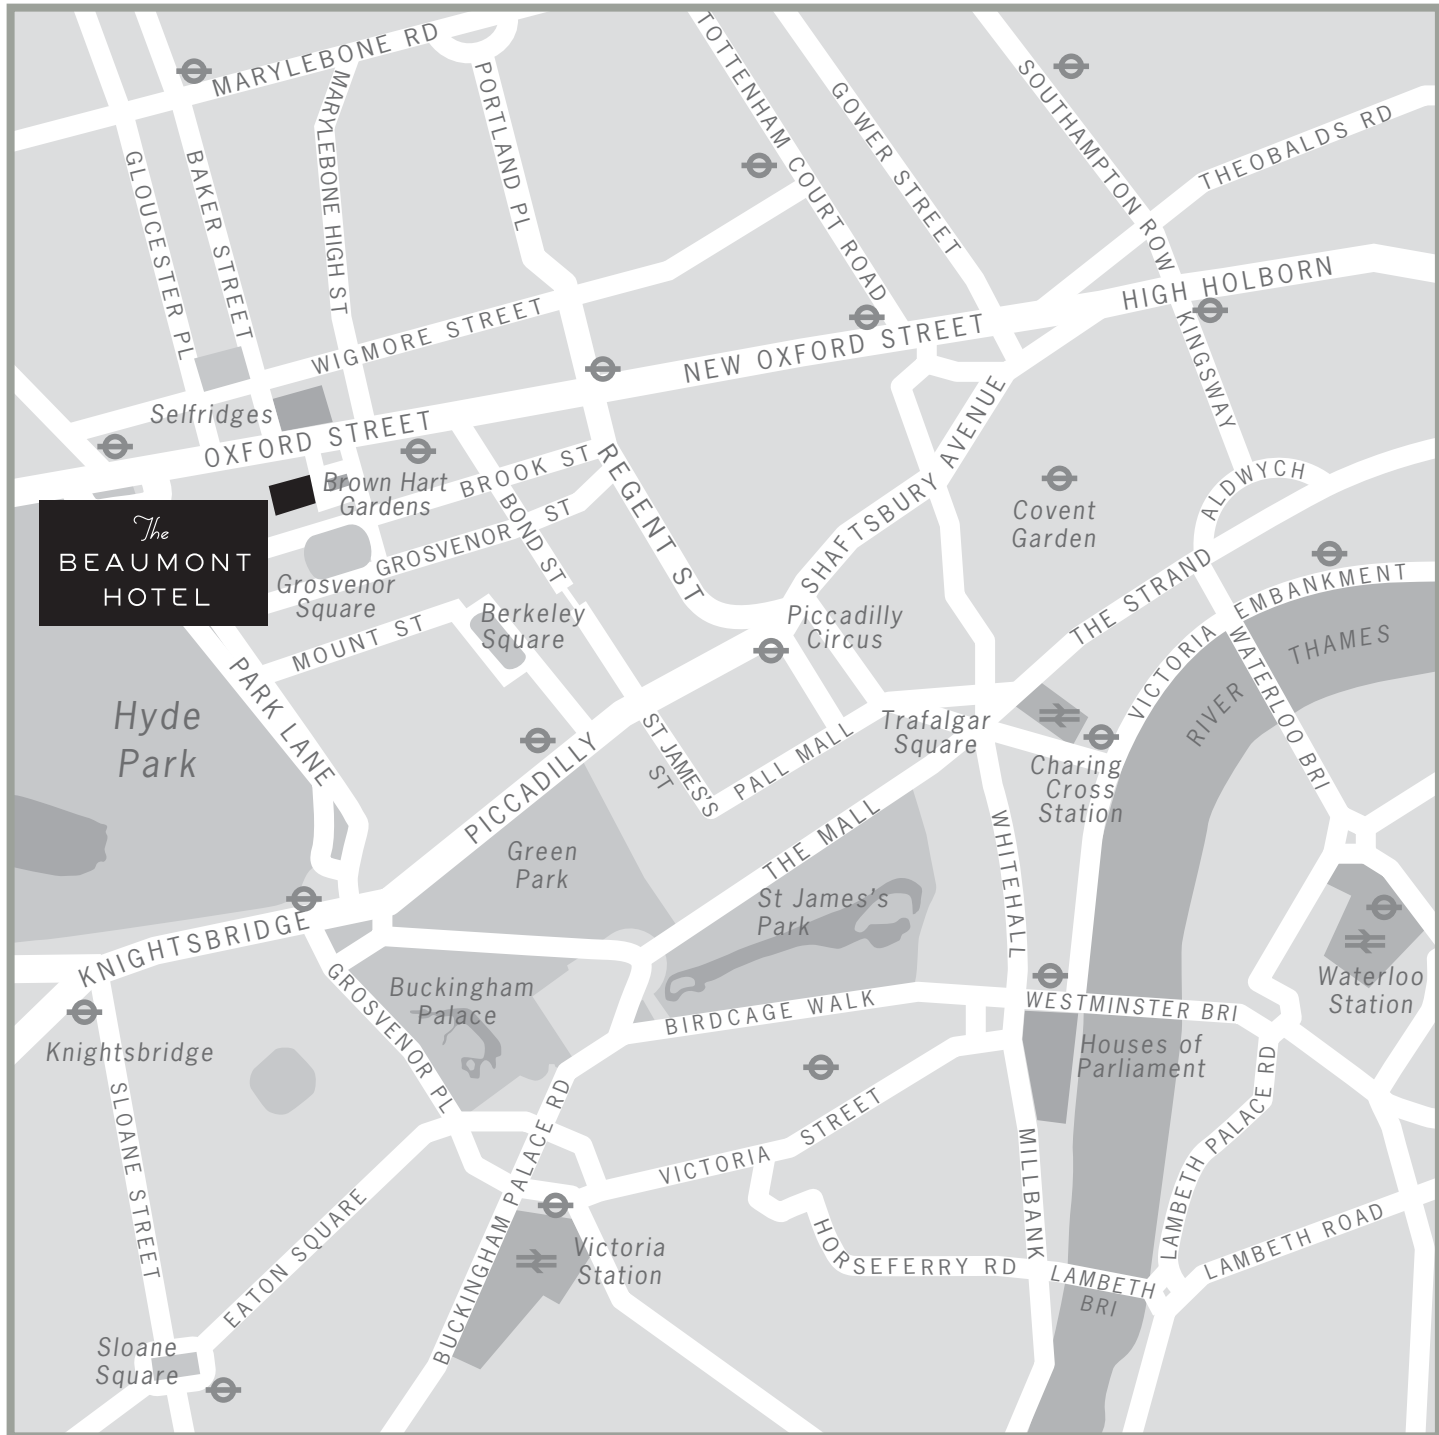 MARYLEBONE RD
TOTTENHAM COURT ROAD
GOWER STREET
SOUTHAMPTON ROW
THEOBALDS RD
PORTLAND PL
MARYLEBONE HIGH ST
GLOUCESTER PL
BAKER STREET
WIGMORE STREET
HIGH HOLBORN
KINGSWAY
NEW OXFORD STREET
Selfridges
OXFORD STREET
SHAFTSBURY AVENUE
REGENT ST
BROOK ST
Brown Hart
Gardens
BOND ST
GROSVENOR ST
ALDWYCH
Covent
Garden
The
BEAUMONT
HOTEL
Grosvenor
Square
Berkeley
Square
Piccadilly
Circus
THE STRAND
VICTORIA EMBANKMENT
RIVER THAMES
WATERLOO BRI
MOUNT ST
PARK LANE
Hyde
Park
ST JAMES'S
ST
PALL MALL
Trafalgar
Square
Charing
Cross
Station
PICCADILLY
THE MALL
WHITEHALL
Green
Park
St James's
Park
KNIGHTSBRIDGE
GROSVENOR PL
Buckingham
Palace
BIRDCAGE WALK
WESTMINSTER BRI
Waterloo
Station
Houses of
Parliament
Knightsbridge
SLOANE STREET
BUCKINGHAM PALACE RD
VICTORIA STREET
MILLBANK
LAMBETH PALACE RD
EATON SQUARE
Victoria
Station
HORSEFERRY RD
LAMBETH
BRI
LAMBETH ROAD
Sloane
Square